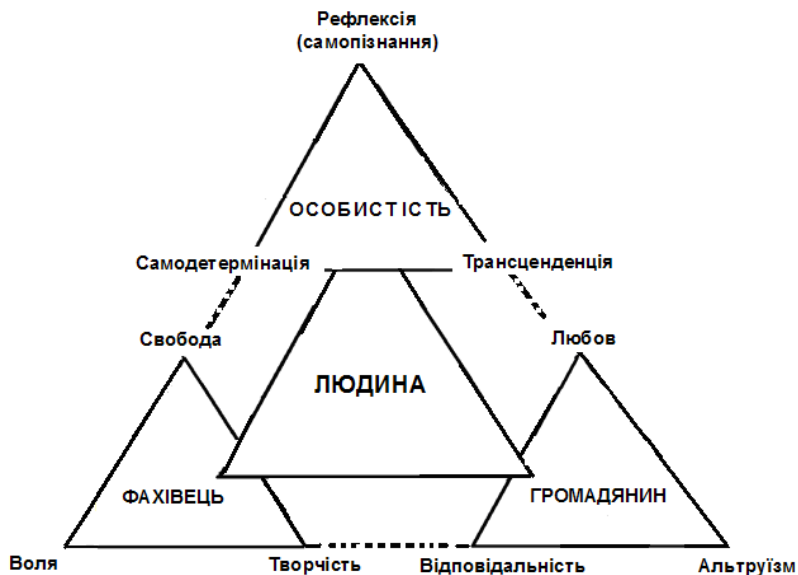 Рефлексія
(самопізнання)
ОСОБИСТІСТЬ
Самодетермінація
Трансценденція
Свобода
Любов
ЛЮДИНА
ФАХІВЕЦЬ
ГРОМАДЯНИН
Воля
Творчість
Відповідальність
Альтруїзм